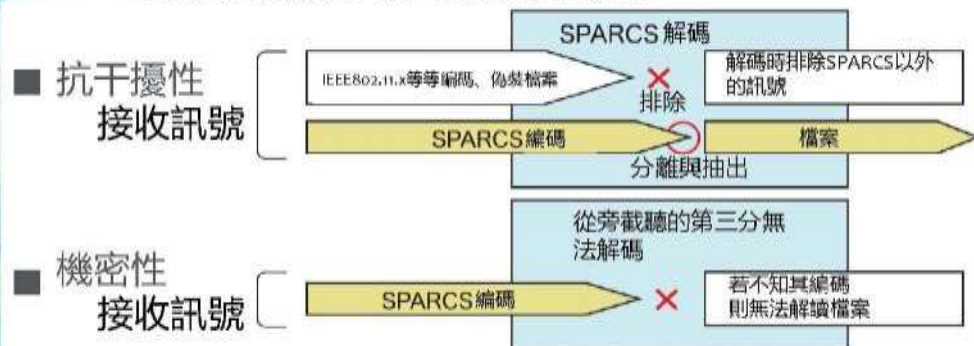 SPARCS 解碼
■ 抗干擾性
接收訊號
IEEE802.11.x等等編碼、偽裝檔案
排除
解碼時排除SPARCS以外
的訊號
SPARCS編碼
檔案
分離與抽出
■ 機密性
接收訊號
從旁截聽的第三分無
法解碼
SPARCS編碼
若不知其編碼
則無法解讀檔案